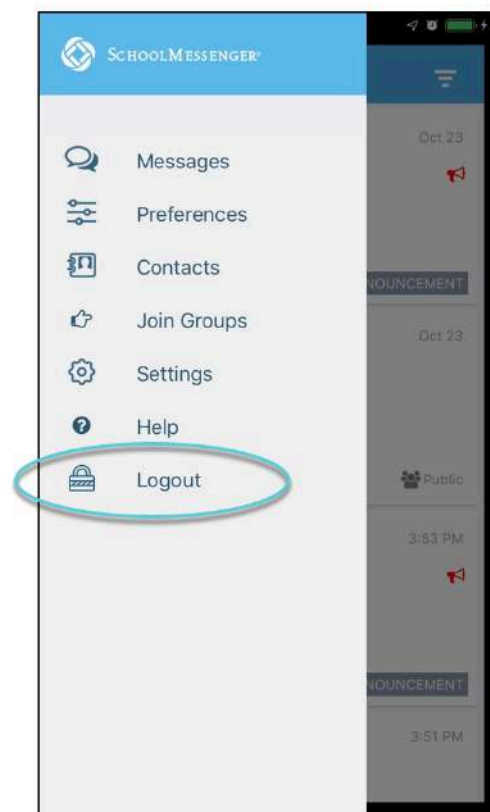 SCHOOLMESSENGER®
Oct 23
Messages
Preferences
Contacts
NOUNCEMENT
Join Groups
Oct 23
Settings
Help
Logout
Public
3:53 PM
NOUNCEMENT
3:51 PM